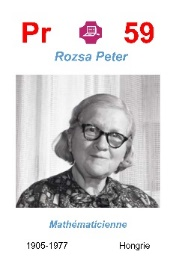 Pr 59
Rozsa Peter
Mathématicienne
1905-1977 Hongrie